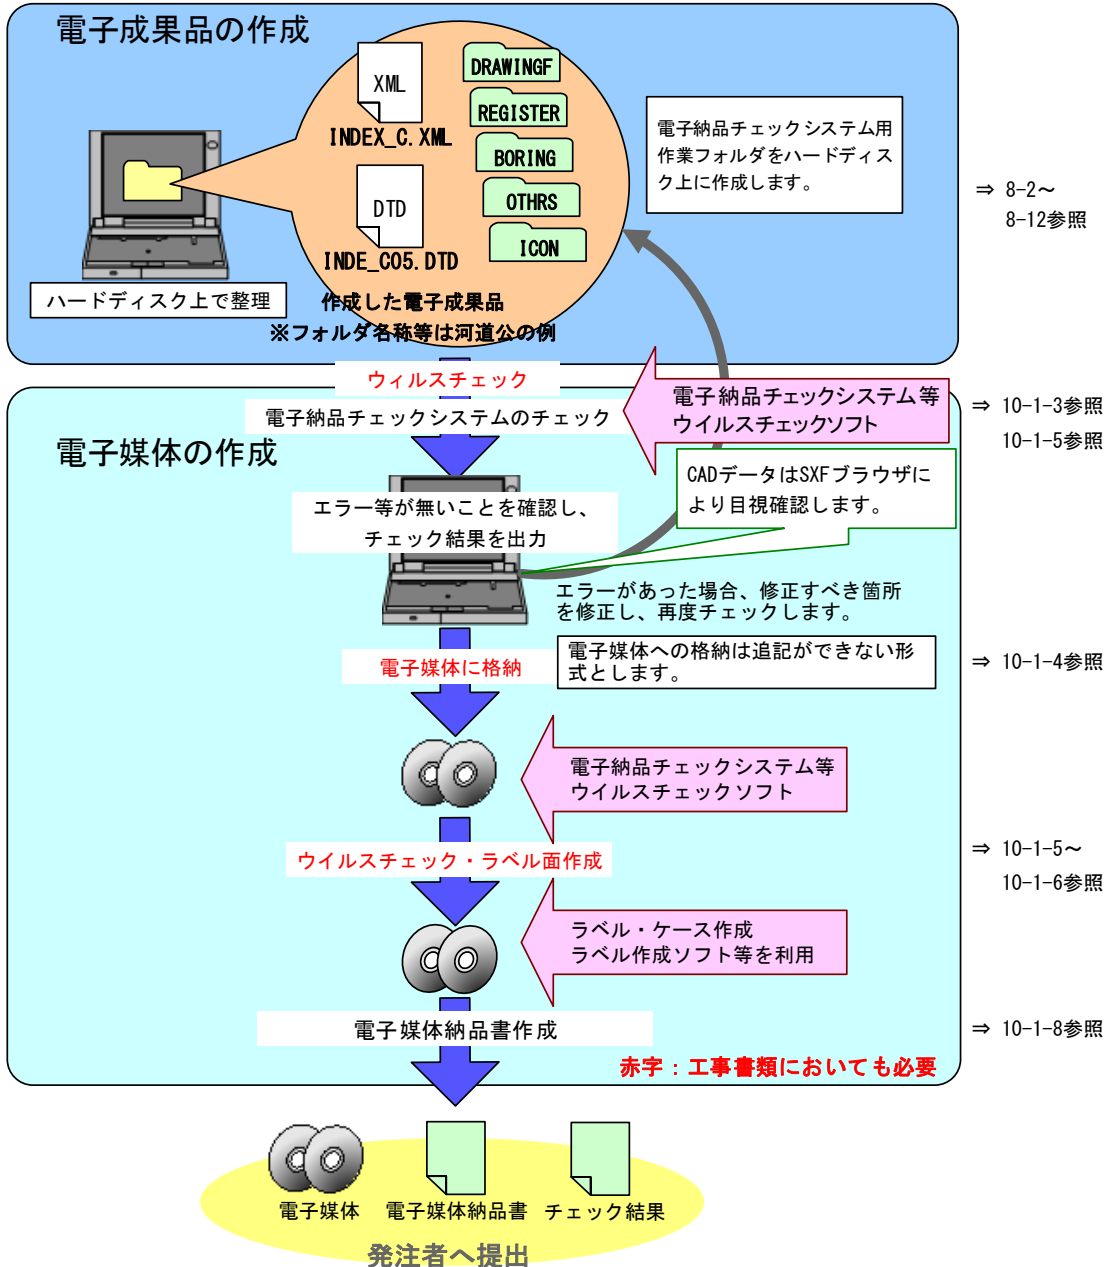 電子成果品の作成
XML
INDEX_C.XML
DTD
INDE_C05.DTD
DRAWINGF
REGISTER
BORING
OTHRS
ICON
電子納品チェックシステム用
作業フォルダをハードディス
ク上に作成します。
⇒ 8-2～
8-12参照
ハードディスク上で整理
作成した電子成果品
※フォルダ名称等は河道公の例
ウィルスチェック
電子納品チェックシステムのチェック
電子納品チェックシステム等
ウイルスチェックソフト
⇒ 10-1-3参照
10-1-5参照
電子媒体の作成
CADデータはSXFブラウザに
より目視確認します。
エラー等が無いことを確認し、
チェック結果を出力
エラーがあった場合、修正すべき箇所
を修正し、再度チェックします。
電子媒体に格納
電子媒体への格納は追記ができない形
式とします。
⇒ 10-1-4参照
電子納品チェックシステム等
ウイルスチェックソフト
ウイルスチェック・ラベル面作成
⇒ 10-1-5～
10-1-6参照
ラベル・ケース作成
ラベル作成ソフト等を利用
電子媒体納品書作成
⇒ 10-1-8参照
赤字：工事書類においても必要
電子媒体
電子媒体納品書
チェック結果
発注者へ提出